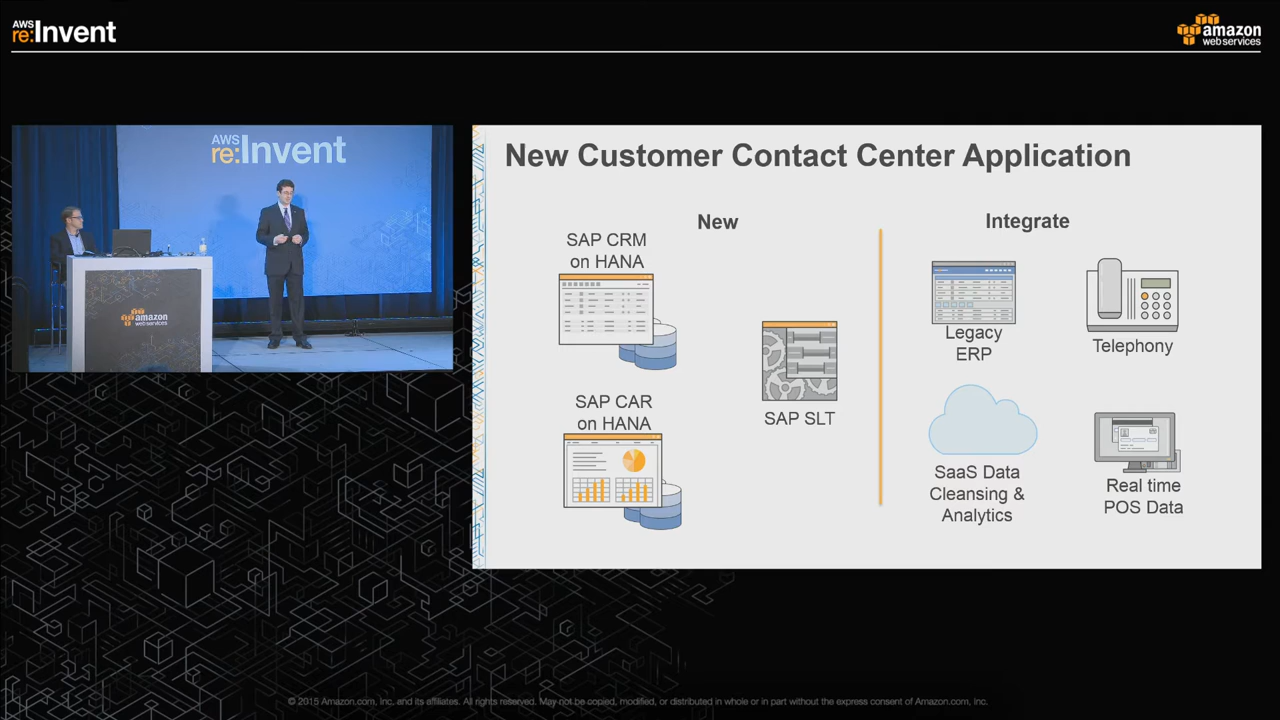 AWS
re:Invent
amazon
web services
AWS
re:Invent
amazon
web services
New Customer Contact Center Application
New
SAP CRM
on HANA
SAP CAR
on HANA
SAP SLT
Integrate
Legacy
ERP
Telephony
SaaS Data
Cleansing &
Analytics
Real time
POS Data
© 2015 Amazon.com, Inc. and its affiliates. All rights reserved. May not be copied, modified, or distributed in whole or in part without the express consent of Amazon.com, Inc.